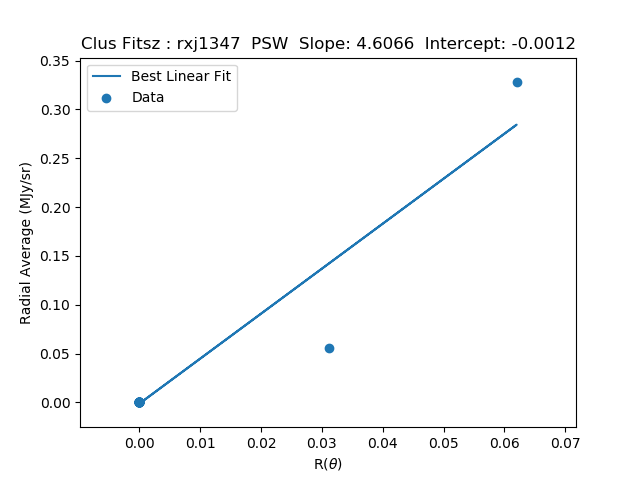 Clus Fitsz : rxj1347  PSW  Slope: 4.6066  Intercept: -0.0012
Best Linear Fit
Data
Radial Average (MJy/sr)
0.35
0.30
0.25
0.20
0.15
0.10
0.05
0.00
0.00 0.01 0.02 0.03 0.04 0.05 0.06 0.07
R(θ)